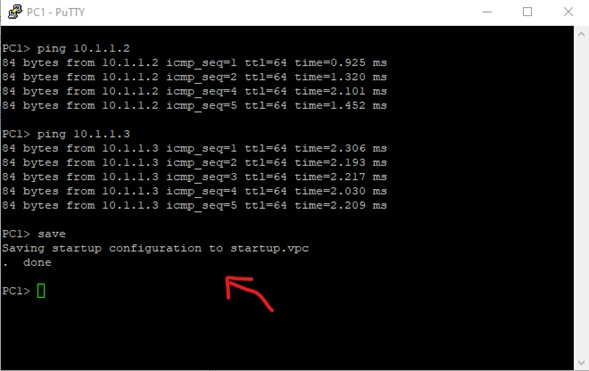 PC1 - PuTTY
PC1> ping 10.1.1.2
84 bytes from 10.1.1.2 icmp_seq=1 ttl=64 time=0.925 ms
84 bytes from 10.1.1.2 icmp_seq=2 ttl=64 time=1.320 ms
84 bytes from 10.1.1.2 icmp_seq=4 ttl=64 time=2.101 ms
84 bytes from 10.1.1.2 icmp_seq=5 ttl=64 time=1.452 ms
PC1> ping 10.1.1.3
84 bytes from 10.1.1.3 icmp_seq=1 ttl=64 time=2.306 ms
84 bytes from 10.1.1.3 icmp_seq=2 ttl=64 time=2.193 ms
84 bytes from 10.1.1.3 icmp_seq=3 ttl=64 time=2.217 ms
84 bytes from 10.1.1.3 icmp_seq=4 ttl=64 time=2.030 ms
84 bytes from 10.1.1.3 icmp_seq=5 ttl=64 time=2.209 ms
PC1> save
Saving startup configuration to startup.vpc
.  done
PC1>